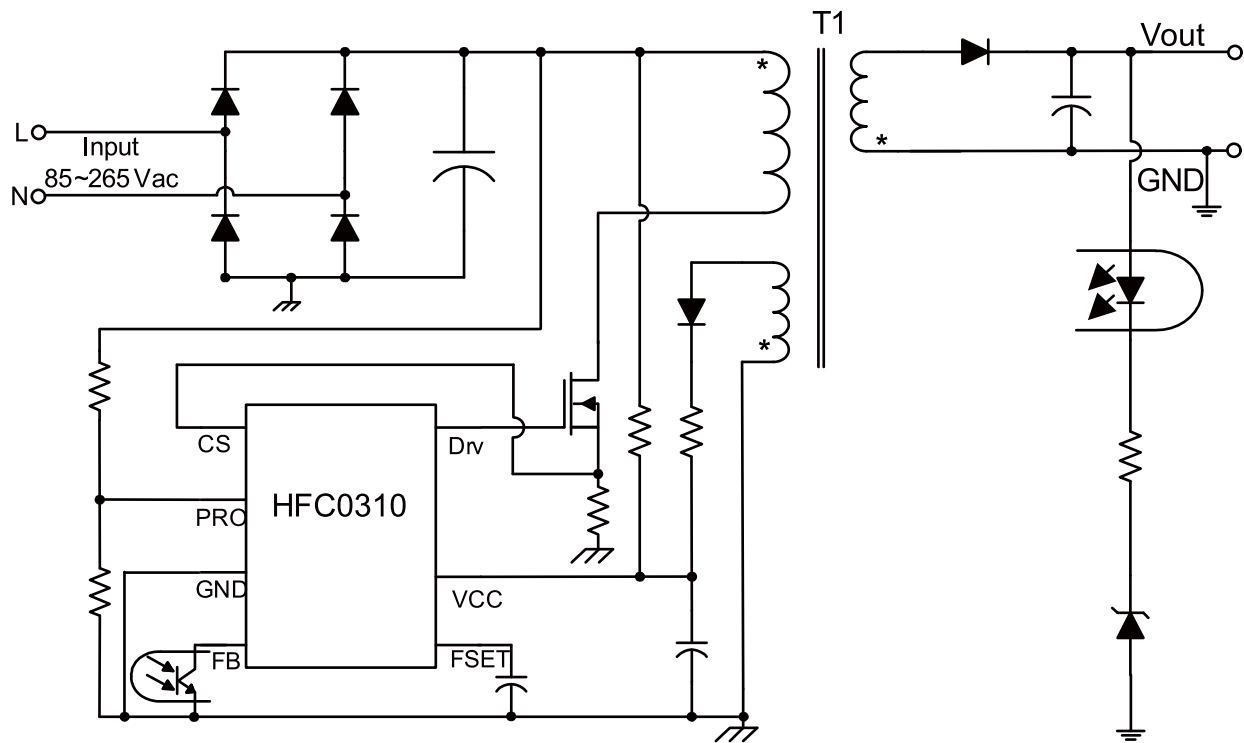 T1
Vout
*
L
Input
*
85~265 Vac
N
GND
*
CS
Drv
HFC0310
PRO
GND
VCC
FB
FSET